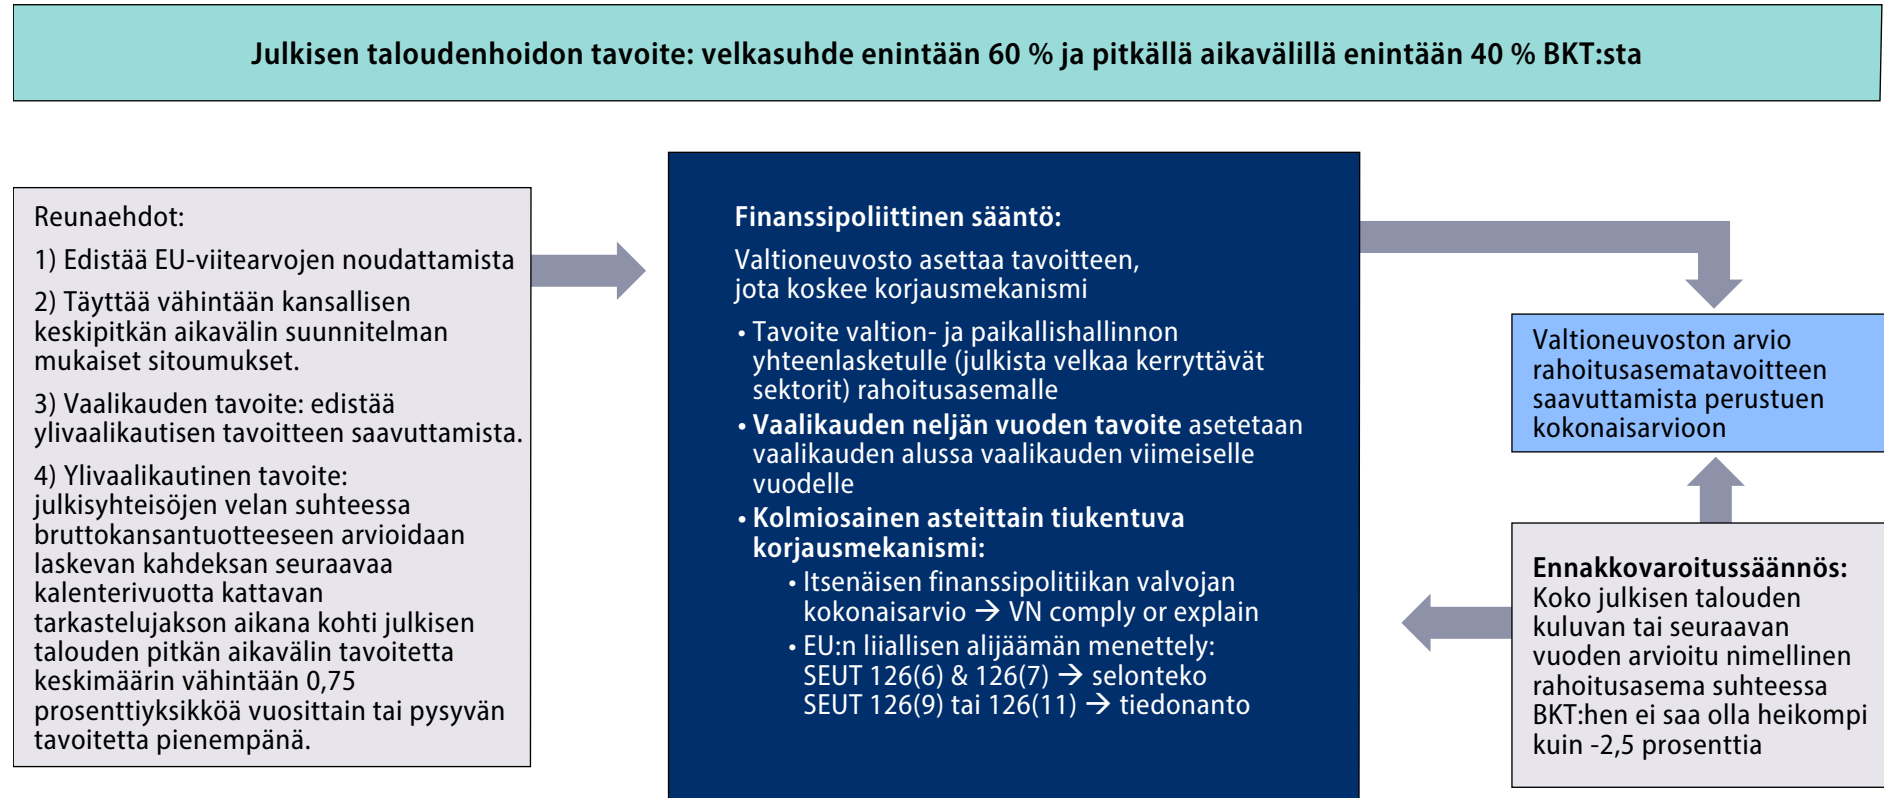 Julkisen taloudenhoidon tavoite: velkasuhde enintään 60 % ja pitkällä aikavälillä enintään 40 % BKT:sta
Reunaehdot:
1) Edistää EU-viitearvojen noudattamista
2) Täyttää vähintään kansallisen
keskipitkän aikavälin suunnitelman
mukaiset sitoumukset.
3) Vaalikauden tavoite: edistää
ylivaalikautisen tavoitteen saavuttamista.
4) Ylivaalikautinen tavoite:
julkisyhteisöjen velan suhteessa
bruttokansantuotteeseen arvioidaan
laskevan kahdeksan seuraavaa
kalenterivuotta kattavan
tarkastelujakson aikana kohti julkisen
talouden pitkän aikavälin tavoitetta
keskimäärin vähintään 0,75
prosenttiyksikköä vuosittain tai pysyvän
tavoitetta pienempänä.
Finanssipoliittinen sääntö:
Valtioneuvosto asettaa tavoitteen,
jota koskee korjausmekanismi
• Tavoite valtion- ja paikallishallinnon
yhteenlasketulle (julkista velkaa kerryttävät
sektorit) rahoitusasemalle
• Vaalikauden neljän vuoden tavoite asetetaan
vaalikauden alussa vaalikauden viimeiselle
vuodelle
• Kolmiosainen asteittain tiukentuva
korjausmekanismi:
• Itsenäisen finanssipolitiikan valvojan
kokonaisarvio → VN comply or explain
• EU:n liiallisen alijäämän menettely:
SEUT 126(6) & 126(7) → selonteko
SEUT 126(9) tai 126(11) → tiedonanto
Valtioneuvoston arvio
rahoitusasematavoitteen
saavuttamista perustuen
kokonaisarvioon
Ennakkovaroitussäännös:
Koko julkisen talouden
kuluvan tai seuraavan
vuoden arvioitu nimellinen
rahoitusasema suhteessa
BKT:hen ei saa olla heikompi
kuin -2,5 prosenttia